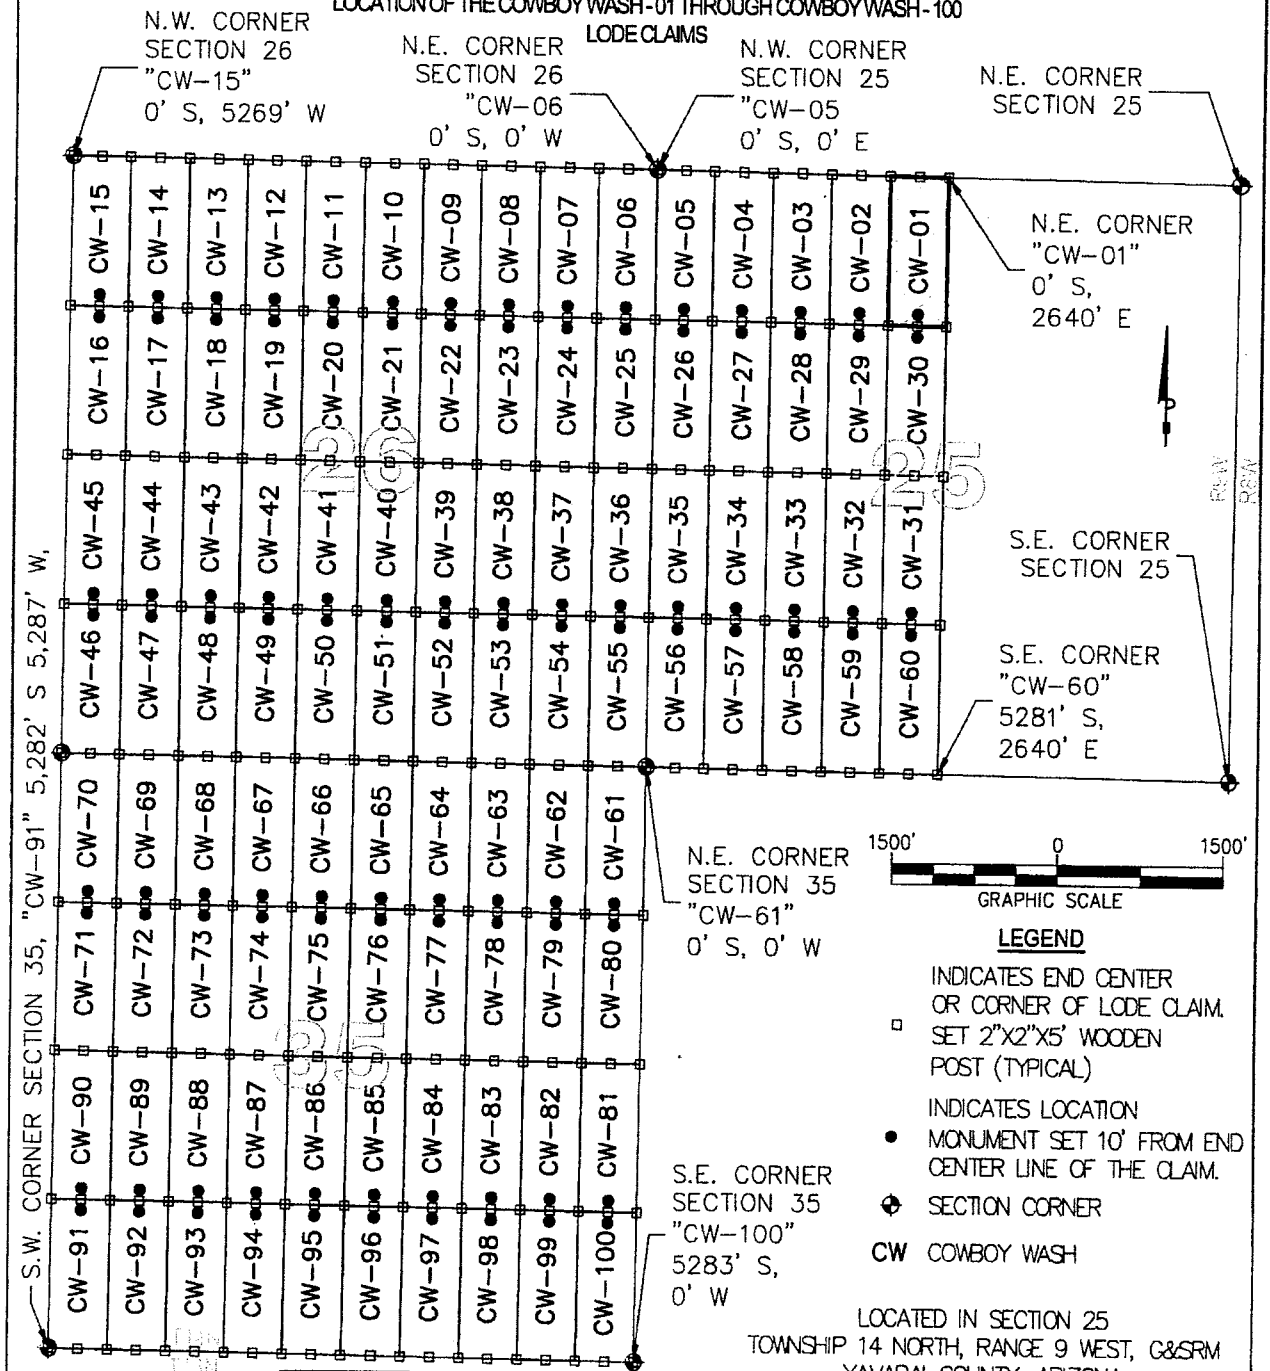 LOCATION OF THE COWBOY WASH-01 THROUGH COWBOY WASH-100
LODE CLAIMS
N.W. CORNER
SECTION 26
"CW-15"
0' S, 5269' W
N.E. CORNER
SECTION 26
"CW-06
0' S, 0' W
N.W. CORNER
SECTION 25
"CW-05
0' S, 0' E
N.E. CORNER
SECTION 25
CW-15 CW-14 CW-13 CW-12 CW-11 CW-10 CW-09 CW-08 CW-07 CW-06 CW-05 CW-04 CW-03 CW-02 CW-01
N.E. CORNER
"CW-01"
0' S,
2640' E
CW-16 CW-17 CW-18 CW-19 CW-20 CW-21 CW-22 CW-23 CW-24 CW-25 CW-26 CW-27 CW-28 CW-29 CW-30
26
25
R8W
R9W
CW-45 CW-44 CW-43 CW-42 CW-41 CW-40 CW-39 CW-38 CW-37 CW-36 CW-35 CW-34 CW-33 CW-32 CW-31
S.E. CORNER
SECTION 25
CW-46 CW-47 CW-48 CW-49 CW-50 CW-51 CW-52 CW-53 CW-54 CW-55 CW-56 CW-57 CW-58 CW-59 CW-60
S.E. CORNER
"CW-60"
5281' S,
2640' E
CW-70 CW-69 CW-68 CW-67 CW-66 CW-65 CW-64 CW-63 CW-62 CW-61
N.E. CORNER
SECTION 35
"CW-61"
0' S, 0' W
CW-71 CW-72 CW-73 CW-74 CW-75 CW-76 CW-77 CW-78 CW-79 CW-80
35
CW-90 CW-89 CW-88 CW-87 CW-86 CW-85 CW-84 CW-83 CW-82 CW-81
CW-91 CW-92 CW-93 CW-94 CW-95 CW-96 CW-97 CW-98 CW-99 CW-100
S.E. CORNER
SECTION 35
"CW-100"
5283' S,
0' W
S.W. CORNER SECTION 35, "CW-91" 5,282' S 5,287' W,
1500' 0 1500'
GRAPHIC SCALE
LEGEND
INDICATES END CENTER
OR CORNER OF LODE CLAIM.
SET 2"X2"X5' WOODEN
POST (TYPICAL)
INDICATES LOCATION
MONUMENT SET 10' FROM END
CENTER LINE OF THE CLAIM.
SECTION CORNER
CW COWBOY WASH
LOCATED IN SECTION 25
TOWNSHIP 14 NORTH, RANGE 9 WEST, G&SRM
YAVAPAI COUNTY, ARIZONA